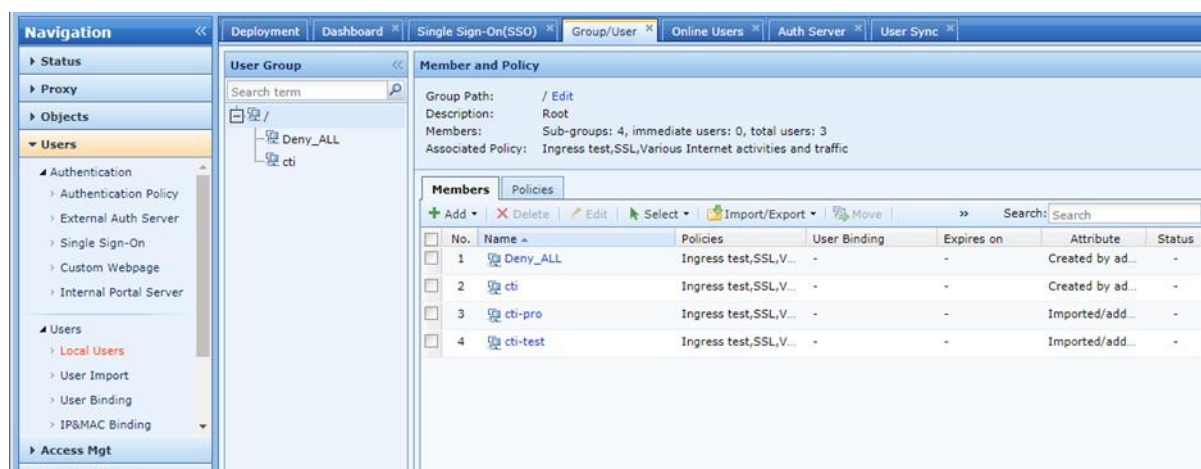 Navigation
Status
Proxy
Objects
Users
Authentication
Authentication Policy
External Auth Server
Single Sign-On
Custom Webpage
Internal Portal Server
Users
Local Users
User Import
User Binding
IP&MAC Binding
Access Mgt
Deployment Dashboard Single Sign-On(SSO) Group/User Online Users Auth Server User Sync
User Group
Search term
/
Deny_ALL
cti
Member and Policy
Group Path: / Edit
Description: Root
Members: Sub-groups: 4, immediate users: 0, total users: 3
Associated Policy: Ingress test,SSL,Various Internet activities and traffic
Members Policies
Add Delete Edit Select Import/Export Move » Search: Search
No. Name Policies User Binding Expires on Attribute Status
1 Deny_ALL Ingress test,SSL,V... - - Created by ad... -
2 cti Ingress test,SSL,V... - - Created by ad... -
3 cti-pro Ingress test,SSL,V... - - Imported/add... -
4 cti-test Ingress test,SSL,V... - - Imported/add... -